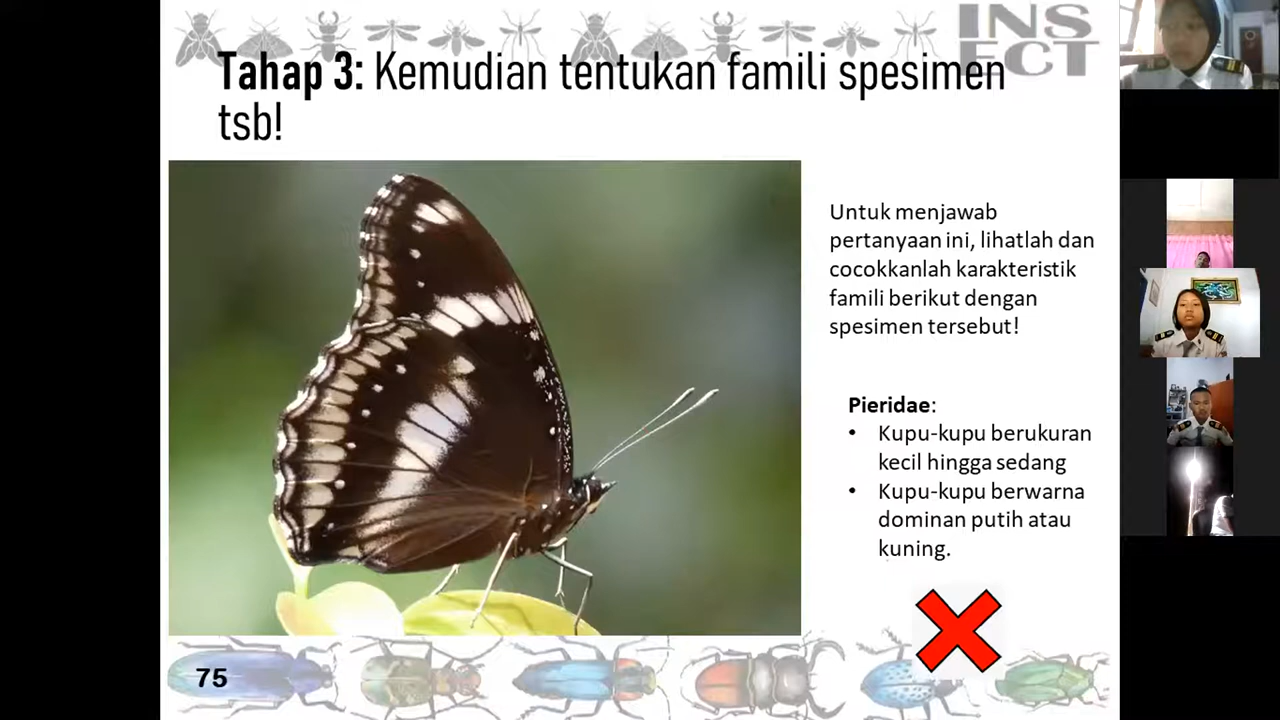 INS
ECT
Tahap 3: Kemudian tentukan famili spesimen
tsb!
Untuk menjawab
pertanyaan ini, lihatlah dan
cocokkanlah karakteristik
famili berikut dengan
spesimen tersebut!
Pieridae:
• Kupu-kupu berukuran
kecil hingga sedang
• Kupu-kupu berwarna
dominan putih atau
kuning.
75